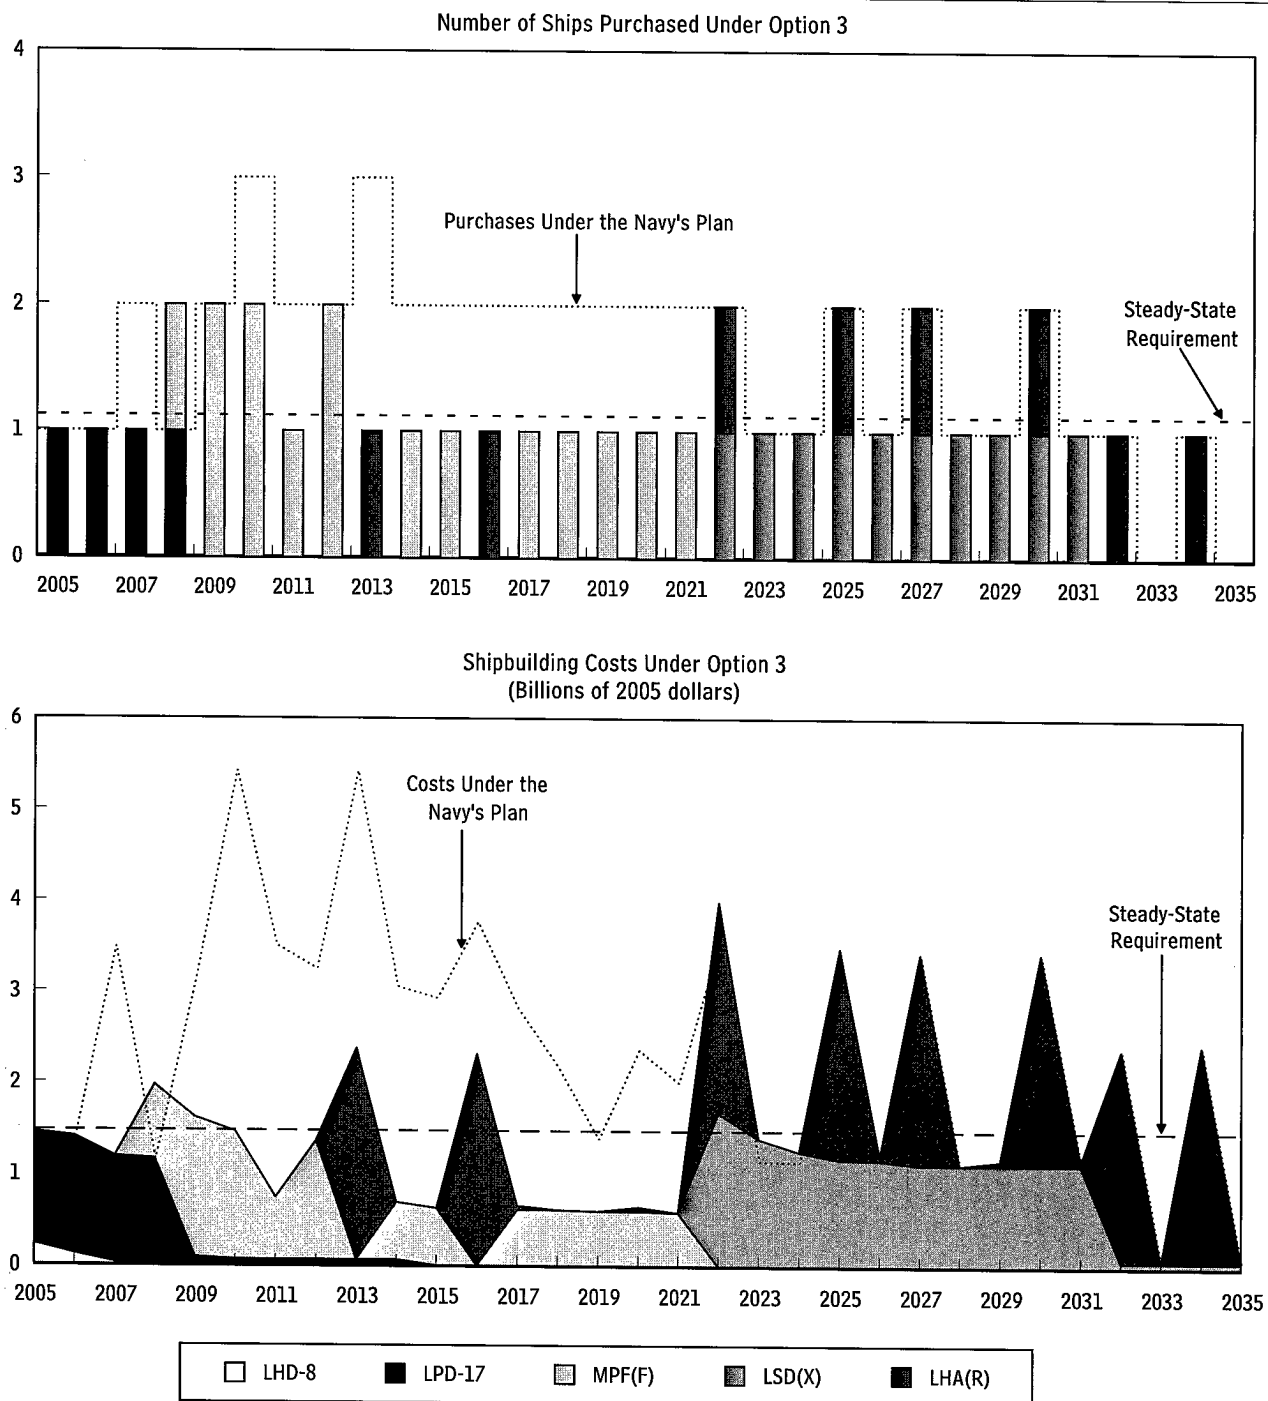 Number of Ships Purchased Under Option 3
4
3
Purchases Under the Navy's Plan
2
Steady-State
Requirement
1
0
2005 2007 2009 2011 2013 2015 2017 2019 2021 2023 2025 2027 2029 2031 2033 2035
Shipbuilding Costs Under Option 3
(Billions of 2005 dollars)
6
Costs Under the
Navy's Plan
5
4
Steady-State
Requirement
3
2
1
0
2005 2007 2009 2011 2013 2015 2017 2019 2021 2023 2025 2027 2029 2031 2033 2035
LHD-8 LPD-17 MPF(F) LSD(X) LHA(R)